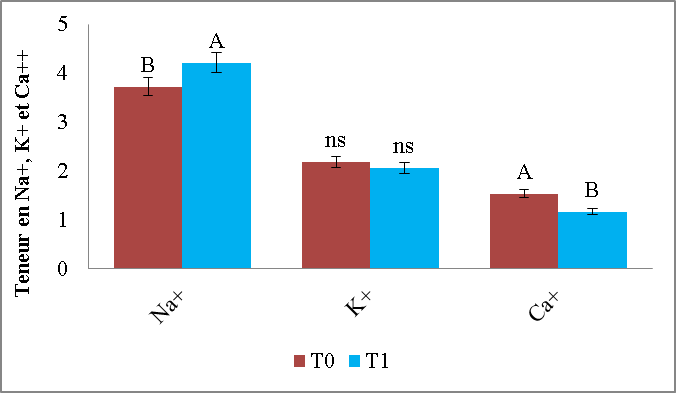 Teneur en Na+, K+ et Ca++
5
4
3
2
1
0
B
A
ns
ns
A
B
Na+
K+
Ca+
T0
T1